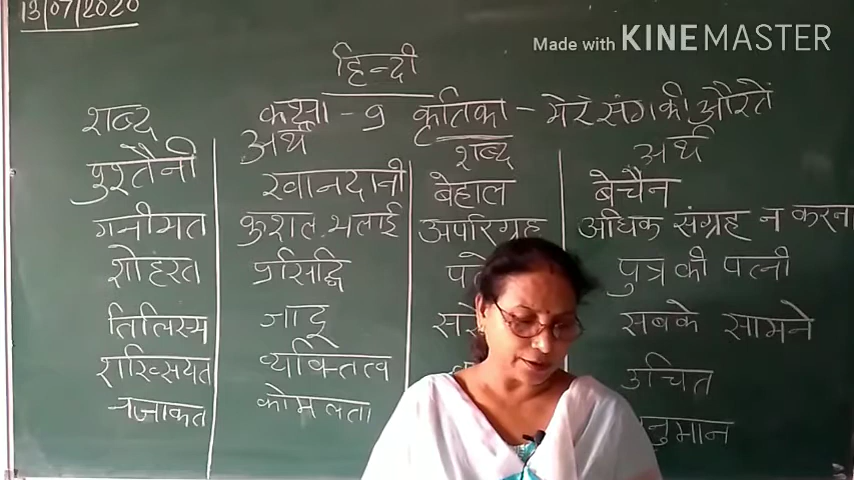 13/07/2020
Made with KINEMASTER
हिन्दी
कक्षा - 9 कृतिका - मेरे संग की औरतें
शब्द अर्थ शब्द अर्थ
पुश्तैनी खानदानी बेहाल बेचैन
गनीमत कुशल भलाई अपरिग्रह अधिक संग्रह न करना
शोहरत प्रसिद्धि पुत्र की पत्नी
तिलिस्म जादू सबके सामने
शख्सियत व्यक्तित्व उचित
नजाकत कोमलता